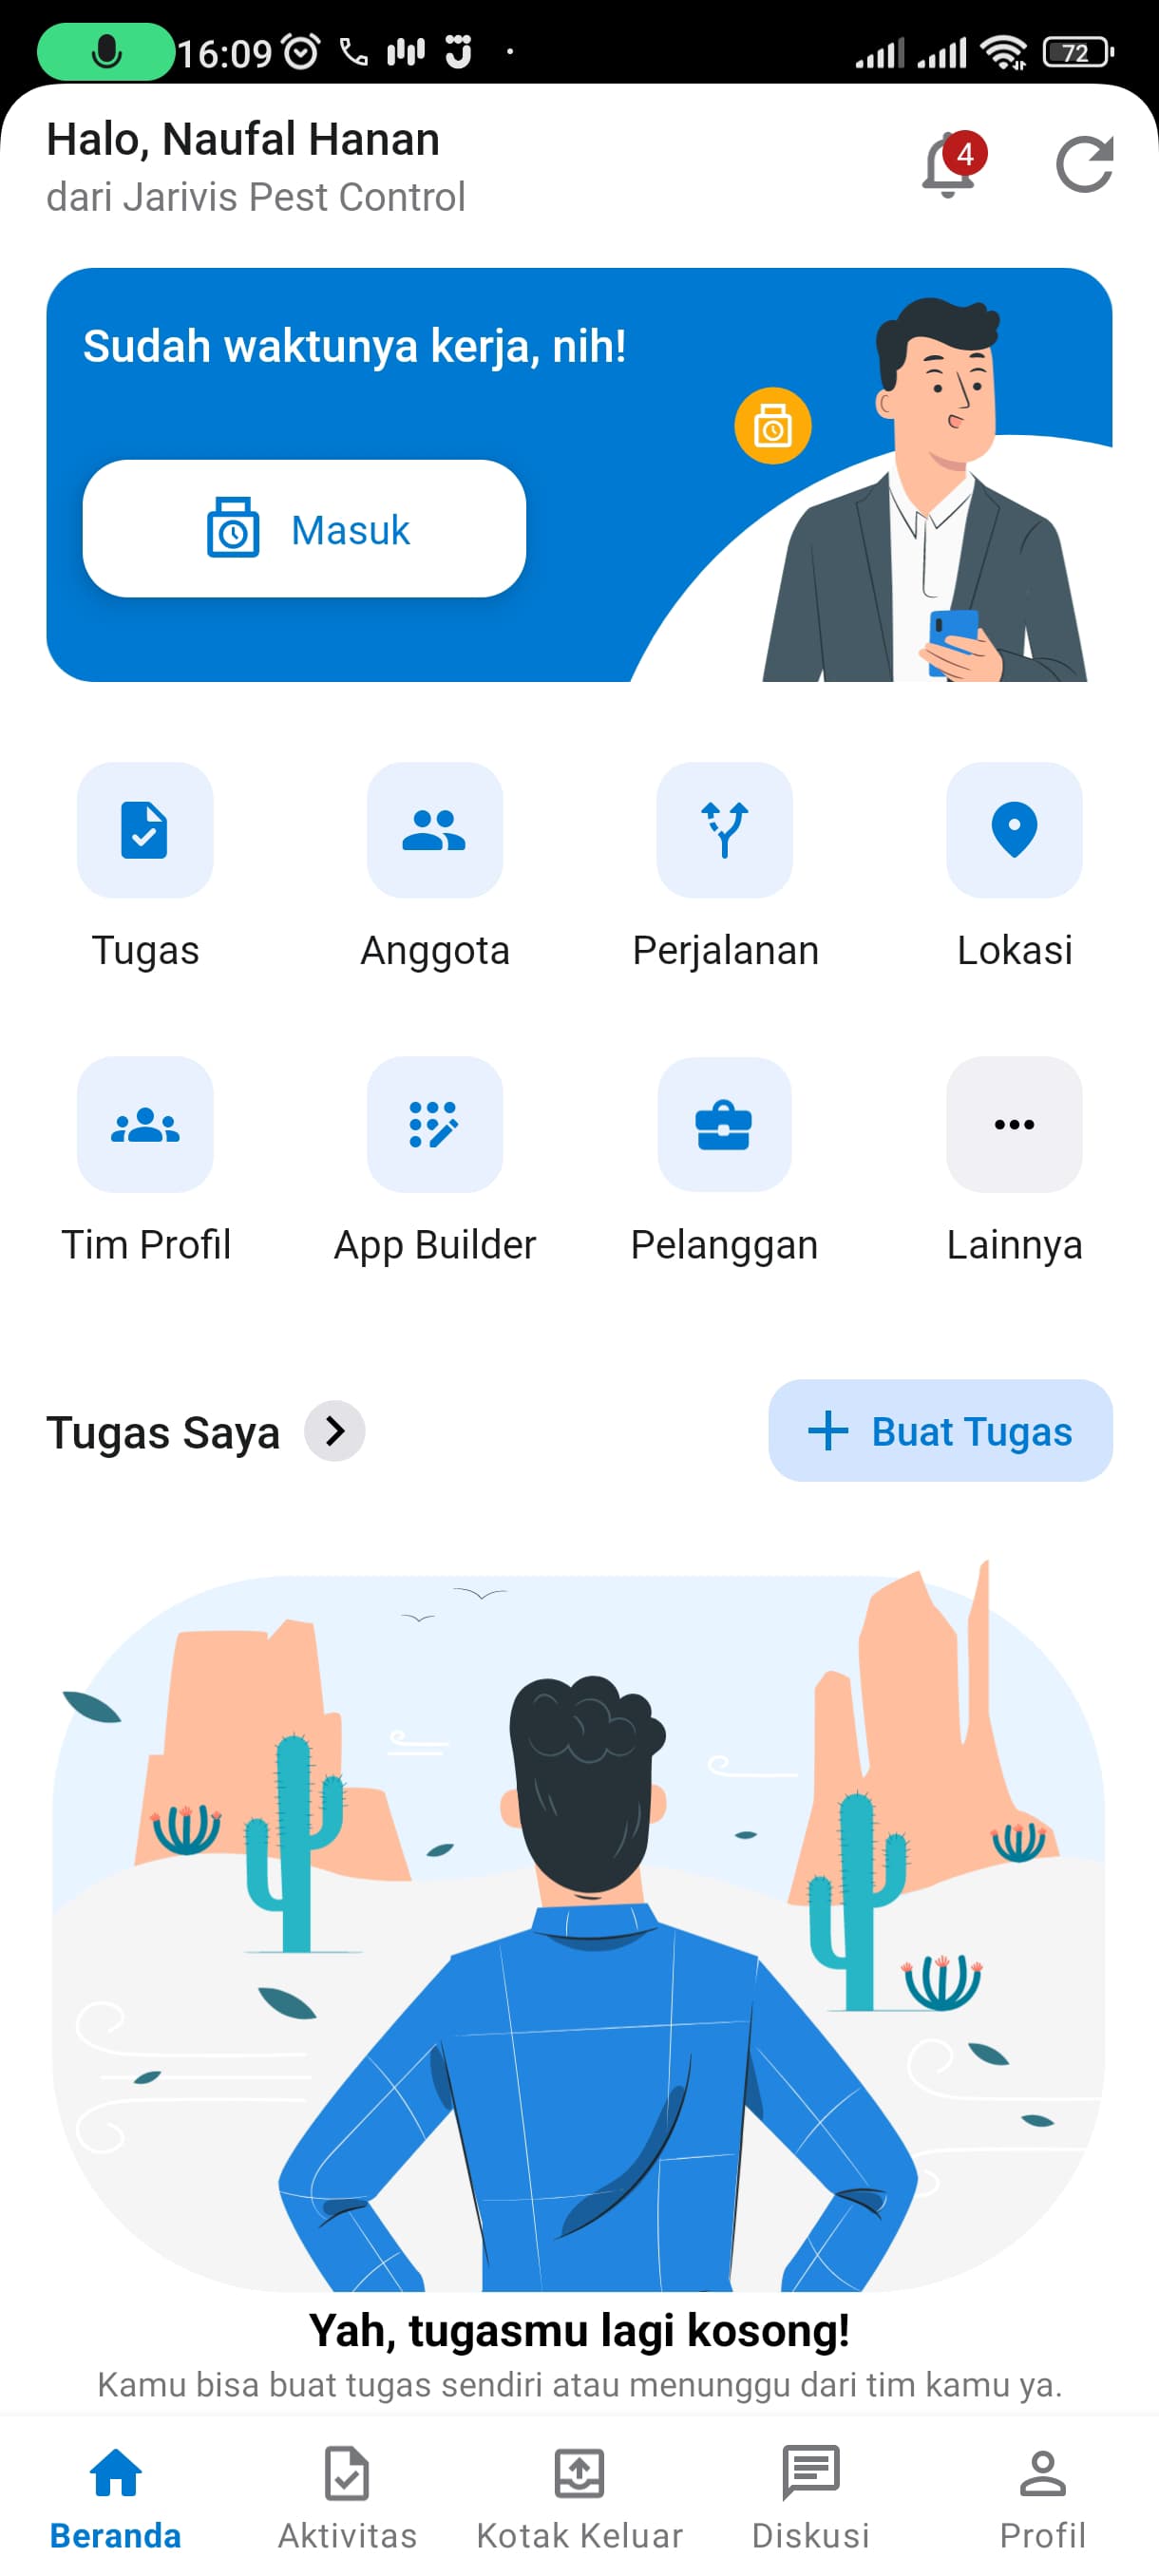 16:09
72
Halo, Naufal Hanan
dari Jarivis Pest Control
4
Sudah waktunya kerja, nih!
Masuk
Tugas Anggota Perjalanan Lokasi
Tim Profil App Builder Pelanggan Lainnya
Tugas Saya
Buat Tugas
Yah, tugasmu lagi kosong!
Kamu bisa buat tugas sendiri atau menunggu dari tim kamu ya.
Beranda Aktivitas Kotak Keluar Diskusi Profil